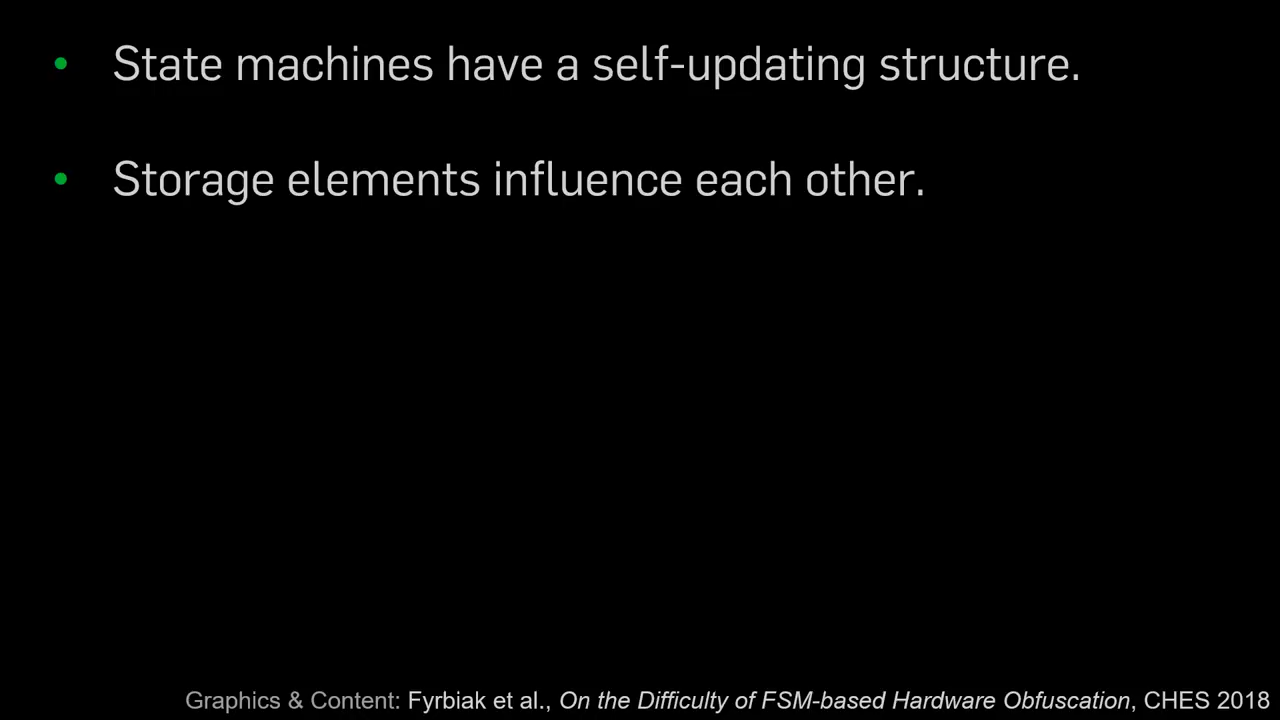 • State machines have a self-updating structure.
• Storage elements influence each other.
Graphics & Content: Fyrbiak et al., On the Difficulty of FSM-based Hardware Obfuscation, CHES 2018